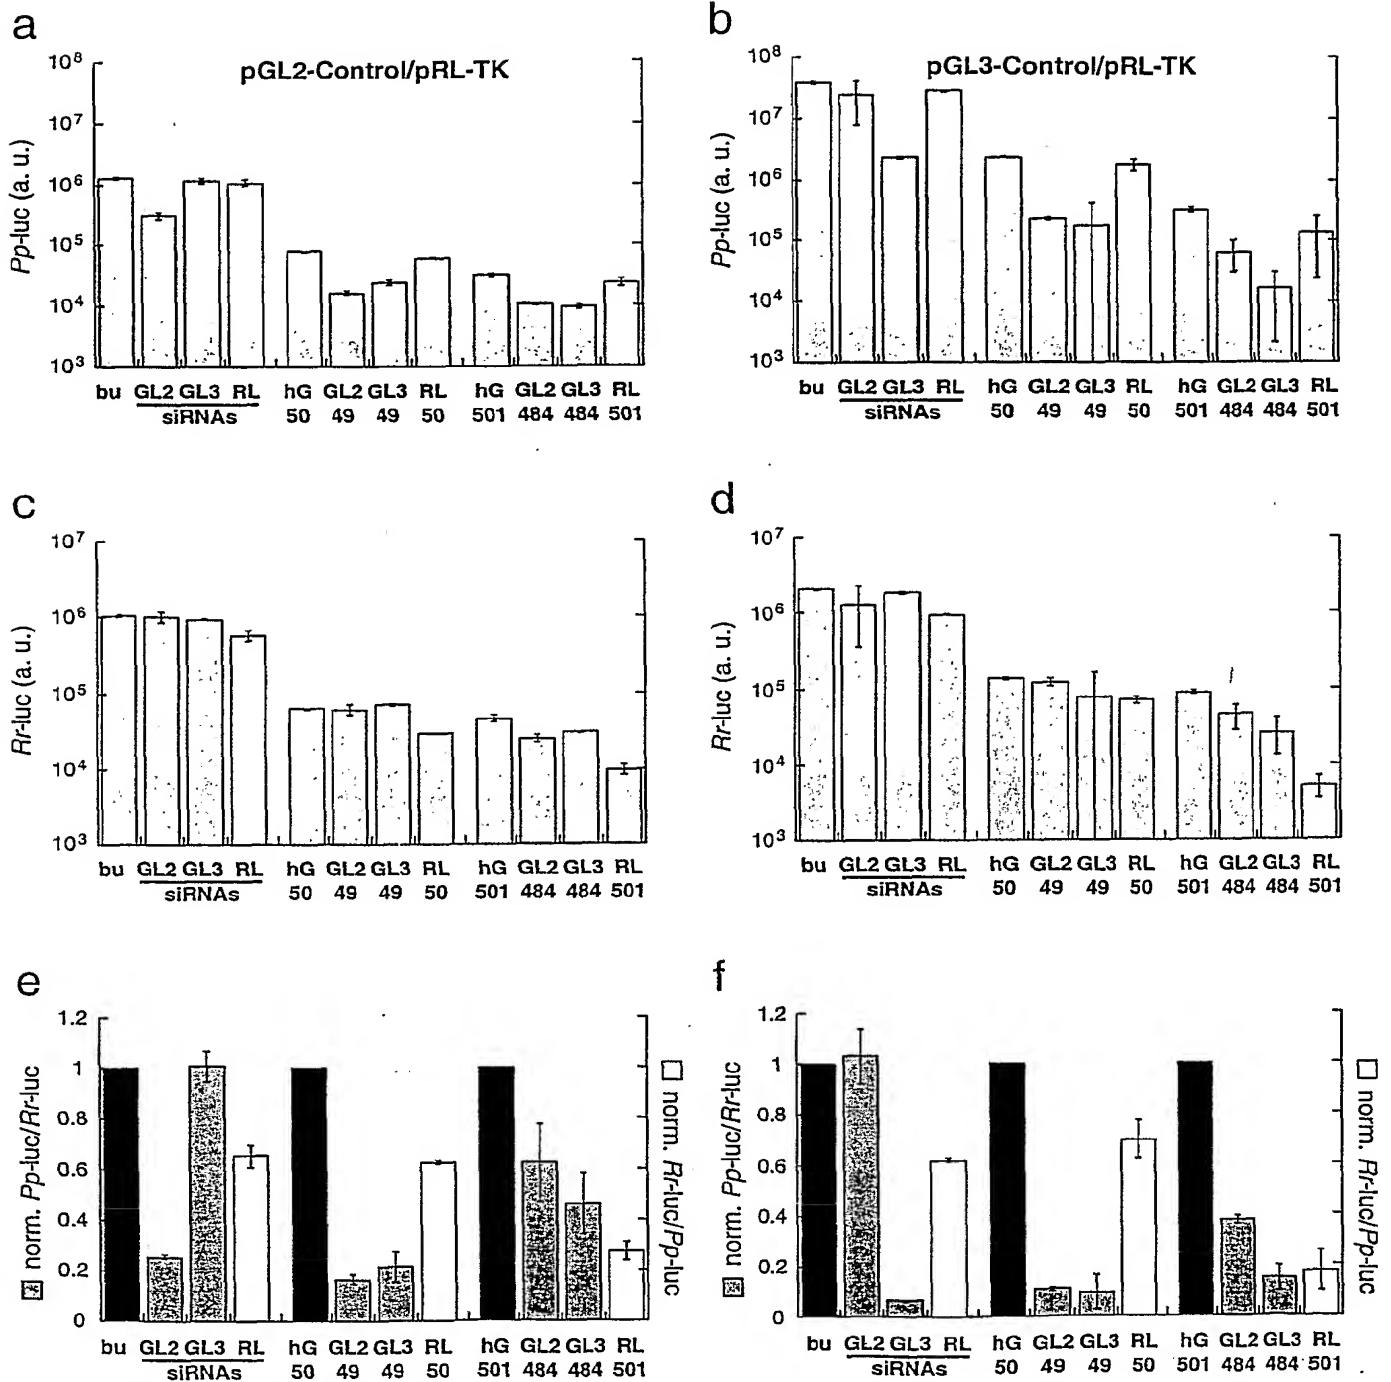 a
pGL2-Control/pRL-TK
Pp-luc (a. u.)
10⁸
10⁷
10⁶
10⁵
10⁴
10³
bu GL2 GL3 RL hG GL2 GL3 RL hG GL2 GL3 RL
siRNAs 50 49 49 50 501 484 484 501
b
pGL3-Control/pRL-TK
Pp-luc (a. u.)
10⁸
10⁷
10⁶
10⁵
10⁴
10³
bu GL2 GL3 RL hG GL2 GL3 RL hG GL2 GL3 RL
siRNAs 50 49 49 50 501 484 484 501
c
Rr-luc (a. u.)
10⁷
10⁶
10⁵
10⁴
10³
bu GL2 GL3 RL hG GL2 GL3 RL hG GL2 GL3 RL
siRNAs 50 49 49 50 501 484 484 501
d
Rr-luc (a. u.)
10⁷
10⁶
10⁵
10⁴
10³
bu GL2 GL3 RL hG GL2 GL3 RL hG GL2 GL3 RL
siRNAs 50 49 49 50 501 484 484 501
e
norm. Pp-luc/Rr-luc
1.2
1
0.8
0.6
0.4
0.2
0
norm. Rr-luc/Pp-luc
bu GL2 GL3 RL hG GL2 GL3 RL hG GL2 GL3 RL
siRNAs 50 49 49 50 501 484 484 501
f
norm. Pp-luc/Rr-luc
1.2
1
0.8
0.6
0.4
0.2
0
norm. Rr-luc/Pp-luc
bu GL2 GL3 RL hG GL2 GL3 RL hG GL2 GL3 RL
siRNAs 50 49 49 50 501 484 484 501